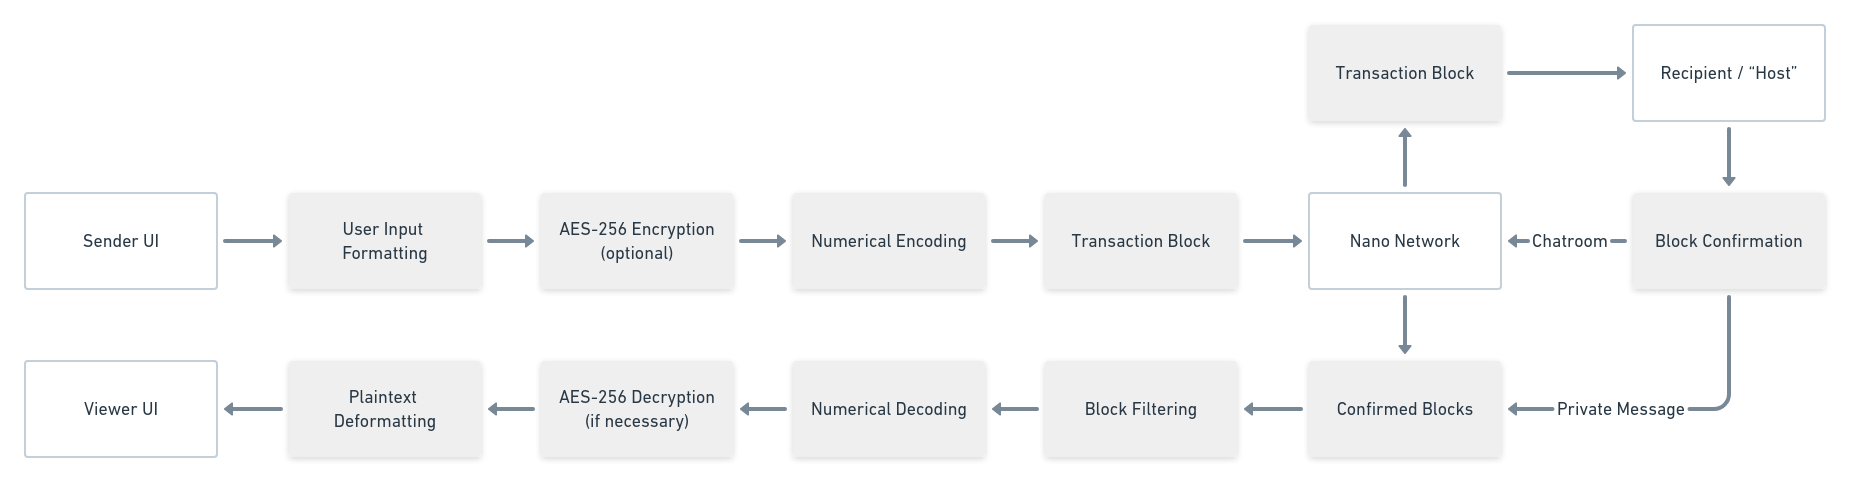 Transaction Block
Recipient / “Host”
Sender UI
User Input
Formatting
AES-256 Encryption
(optional)
Numerical Encoding
Transaction Block
Nano Network
Chatroom
Block Confirmation
Viewer UI
Plaintext
Deformatting
AES-256 Decryption
(if necessary)
Numerical Decoding
Block Filtering
Confirmed Blocks
Private Message